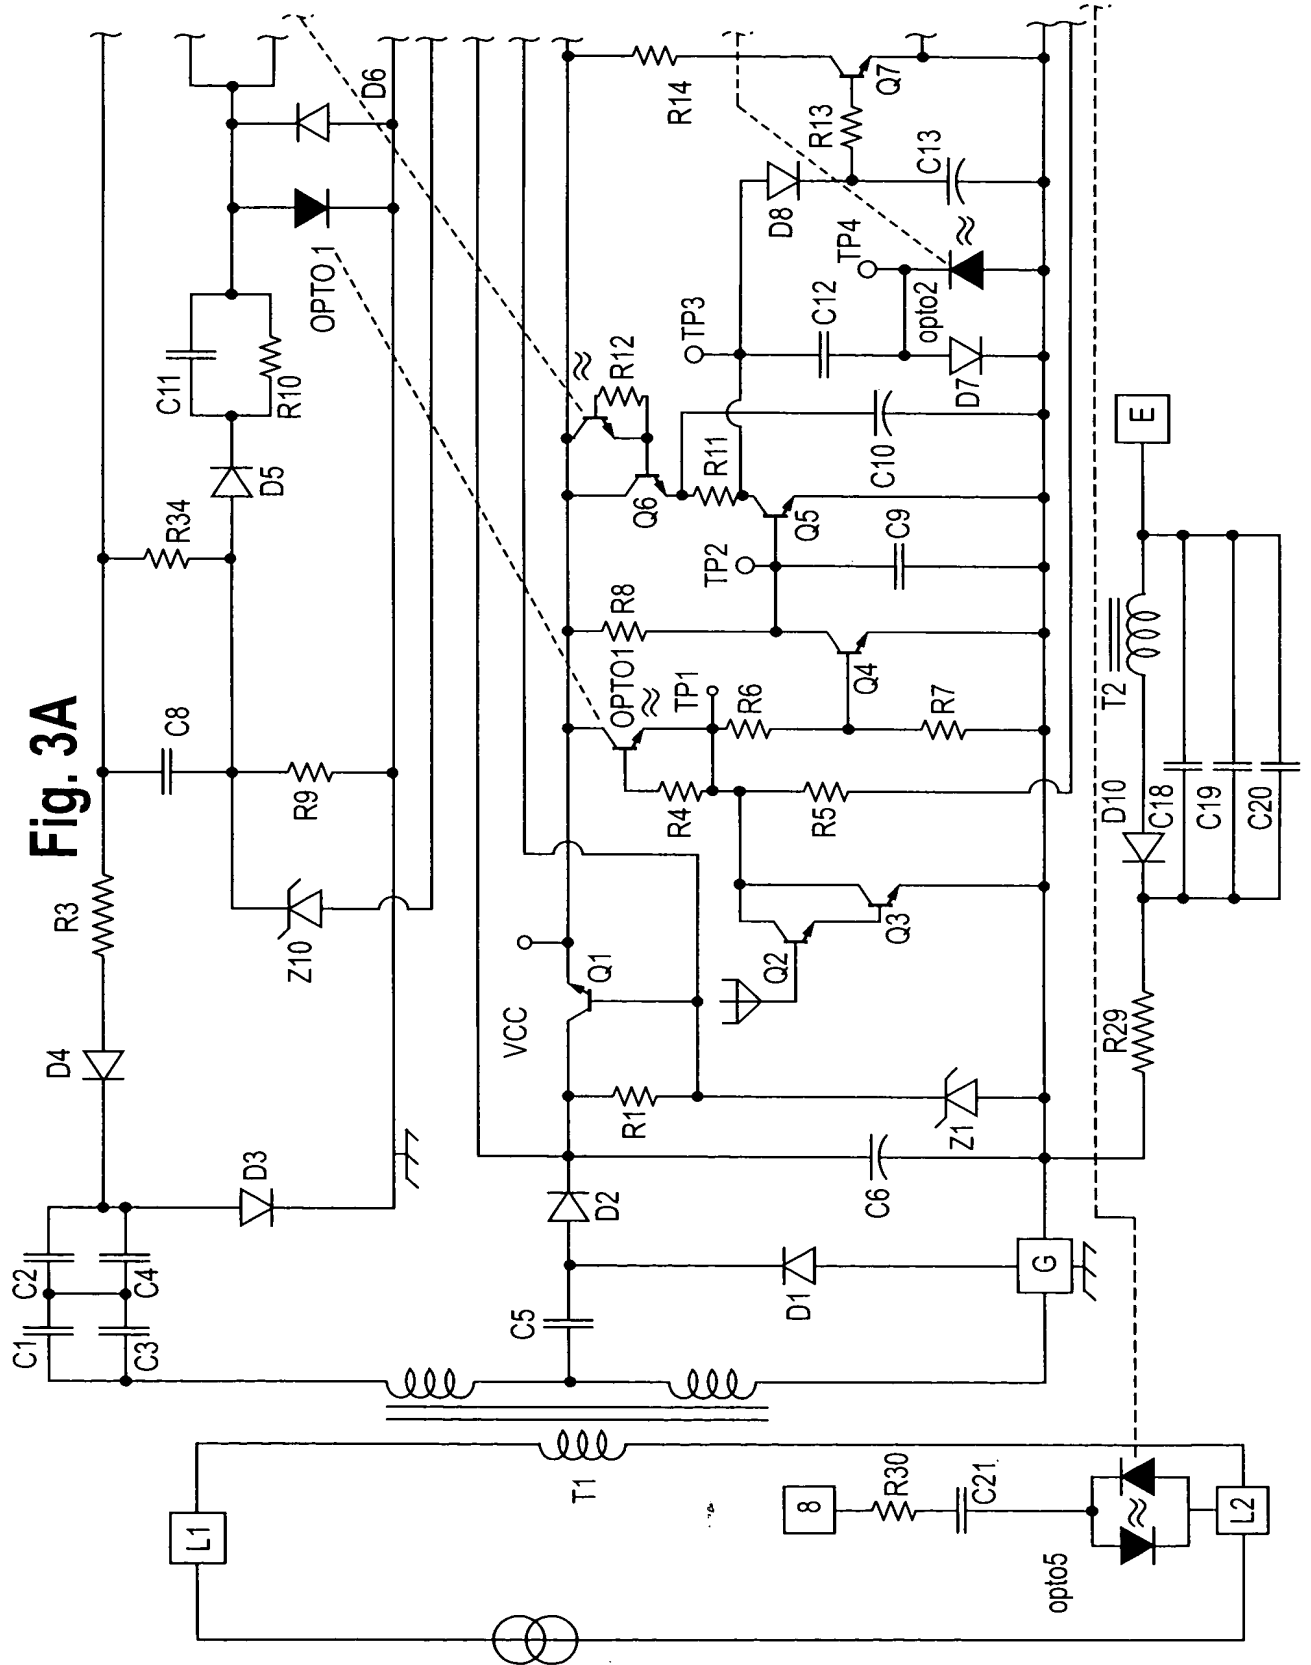 Fig. 3A
C1
C2
C3
C4
D3
D4
R3
C8
Z10
R9
R34
D5
C11
R10
OPTO 1
D6
L1
T1
8
R30
C21
opto5
L2
C5
D1
D2
G
C6
R1
Z1
VCC
Q1
Q2
Q3
R4
R5
OPTO1
TP1
R6
R7
R8
Q4
TP2
C9
Q5
Q6
R11
R12
C10
TP3
C12
D7
opto2
TP4
D8
C13
R13
R14
Q7
R29
D10
T2
C18
C19
C20
E